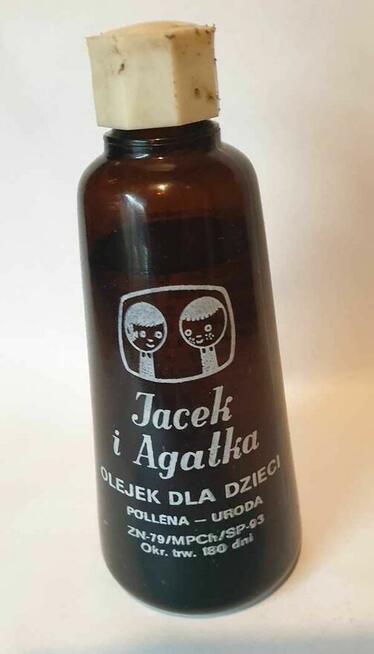 Jacek
i Agatka
OLEJEK DLA DZIECI
POLLENA – URODA
ZN-79/MPCh/SP-93
Okr. trw. 180 dni